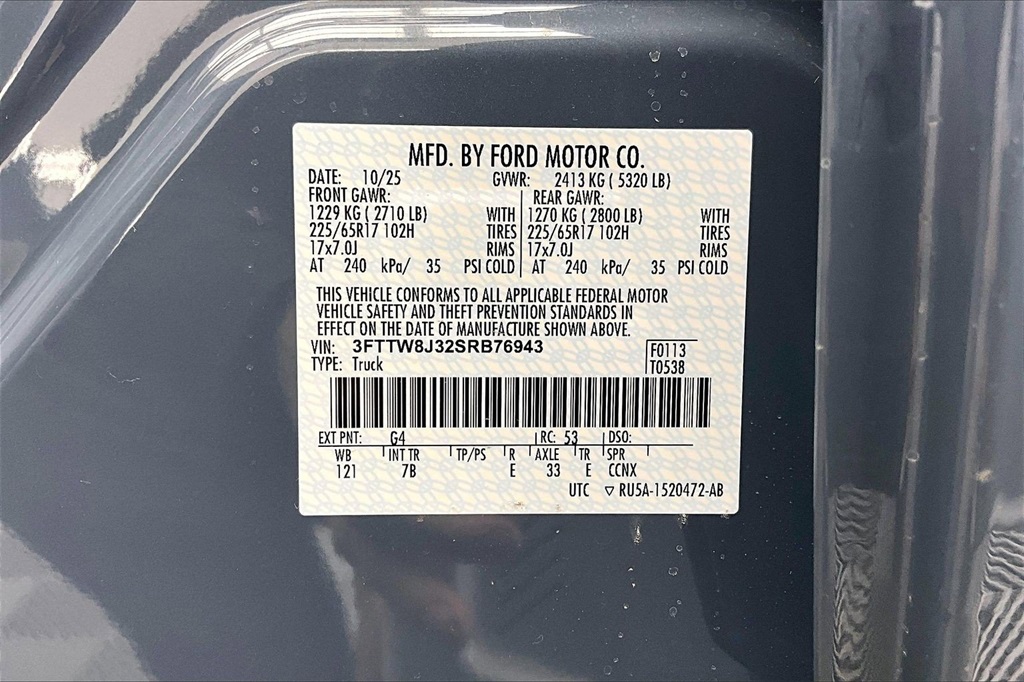 MFD. BY FORD MOTOR CO.
DATE: 10/25 GVWR: 2413 KG ( 5320 LB)
FRONT GAWR: REAR GAWR:
1229 KG ( 2710 LB) WITH 1270 KG ( 2800 LB) WITH
225/65R17 102H TIRES 225/65R17 102H TIRES
17x7.0J RIMS 17x7.0J RIMS
AT 240 kPa/ 35 PSI COLD AT 240 kPa/ 35 PSI COLD
THIS VEHICLE CONFORMS TO ALL APPLICABLE FEDERAL MOTOR
VEHICLE SAFETY AND THEFT PREVENTION STANDARDS IN
EFFECT ON THE DATE OF MANUFACTURE SHOWN ABOVE.
VIN: 3FTTW8J32SRB76943 F0113
TYPE: Truck T0538
EXT PNT: G4 RC: 53 DSO:
WB INT TR TP/PS R AXLE TR SPR
121 7B E 33 E CCNX
UTC ▽ RU5A-1520472-AB